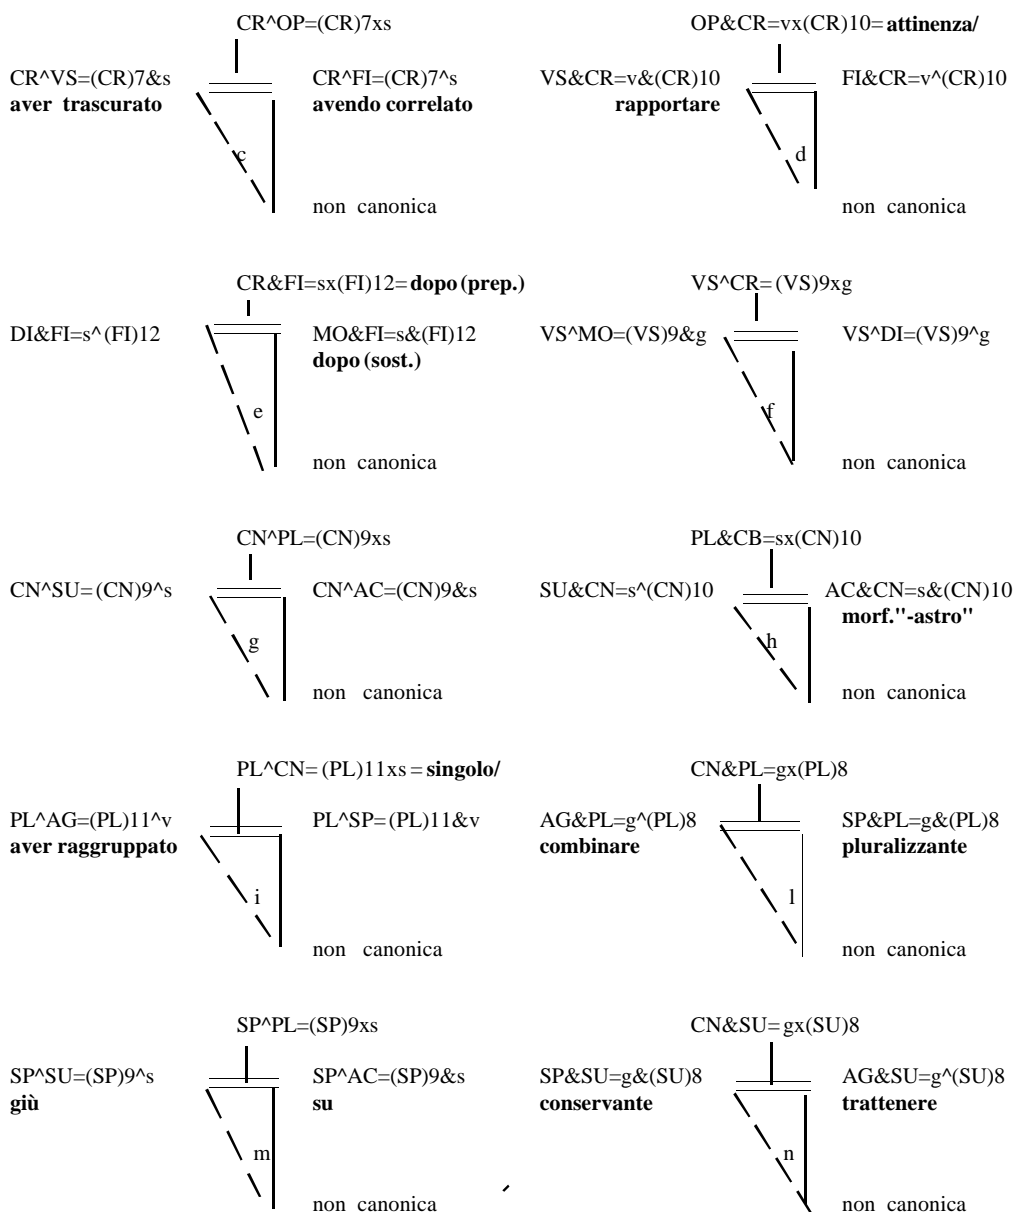 CR^OP=(CR)7xs OP&CR=vx(CR)10= attinenza/
CR^VS=(CR)7&s CR^FI=(CR)7^s VS&CR=v&(CR)10 FI&CR=v^(CR)10
aver trascurato avendo correlato rapportare
c d
non canonica non canonica
CR&FI=sx(FI)12= dopo (prep.) VS^CR= (VS)9xg
DI&FI=s^(FI)12 MO&FI=s&(FI)12 VS^MO=(VS)9&g VS^DI=(VS)9^g
dopo (sost.)
e f
non canonica non canonica
CN^PL=(CN)9xs PL&CB=sx(CN)10
CN^SU= (CN)9^s CN^AC=(CN)9&s SU&CN=s^(CN)10 AC&CN=s&(CN)10
morf."-astro"
g h
non canonica non canonica
PL^CN= (PL)11xs = singolo/ CN&PL=gx(PL)8
PL^AG=(PL)11^v PL^SP= (PL)11&v AG&PL=g^(PL)8 SP&PL=g&(PL)8
aver raggruppato combinare pluralizzante
i l
non canonica non canonica
SP^PL=(SP)9xs CN&SU= gx(SU)8
SP^SU=(SP)9^s SP^AC=(SP)9&s SP&SU=g&(SU)8 AG&SU=g^(SU)8
giù su conservante trattenere
m n
non canonica non canonica